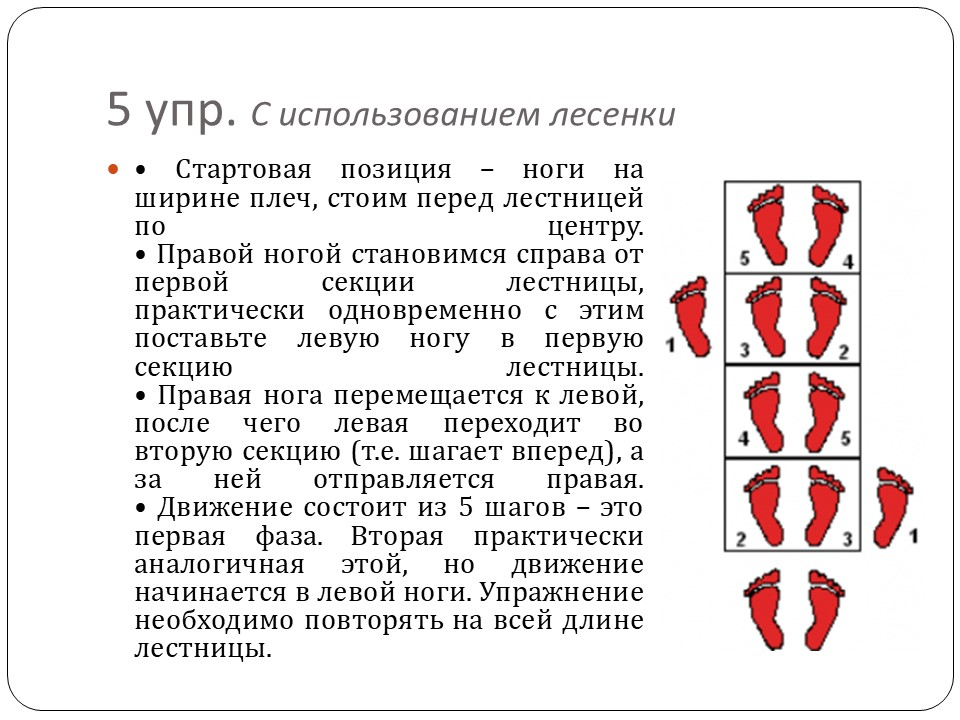 5 упр. С использованием лесенки
• • Стартовая позиция – ноги на
ширине плеч, стоим перед лестницей
по центру.
• Правой ногой становимся справа от
первой секции лестницы,
практически одновременно с этим
поставьте левую ногу в первую
секцию лестницы.
• Правая нога перемещается к левой,
после чего левая переходит во
вторую секцию (т.е. шагает вперед), а
за ней отправляется правая.
• Движение состоит из 5 шагов – это
первая фаза. Вторая практически
аналогичная этой, но движение
начинается в левой ноги. Упражнение
необходимо повторять на всей длине
лестницы.
5 4
1 3 2
4 5
2 3 1